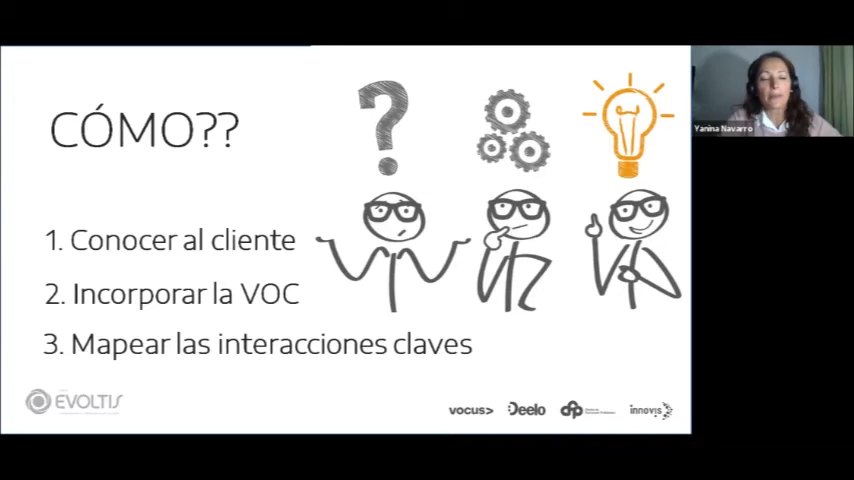 CÓMO??
1. Conocer al cliente
2. Incorporar la VOC
3. Mapear las interacciones claves
EVOLTIS
vocus>
Deelo
innovis
Yanina Navarro